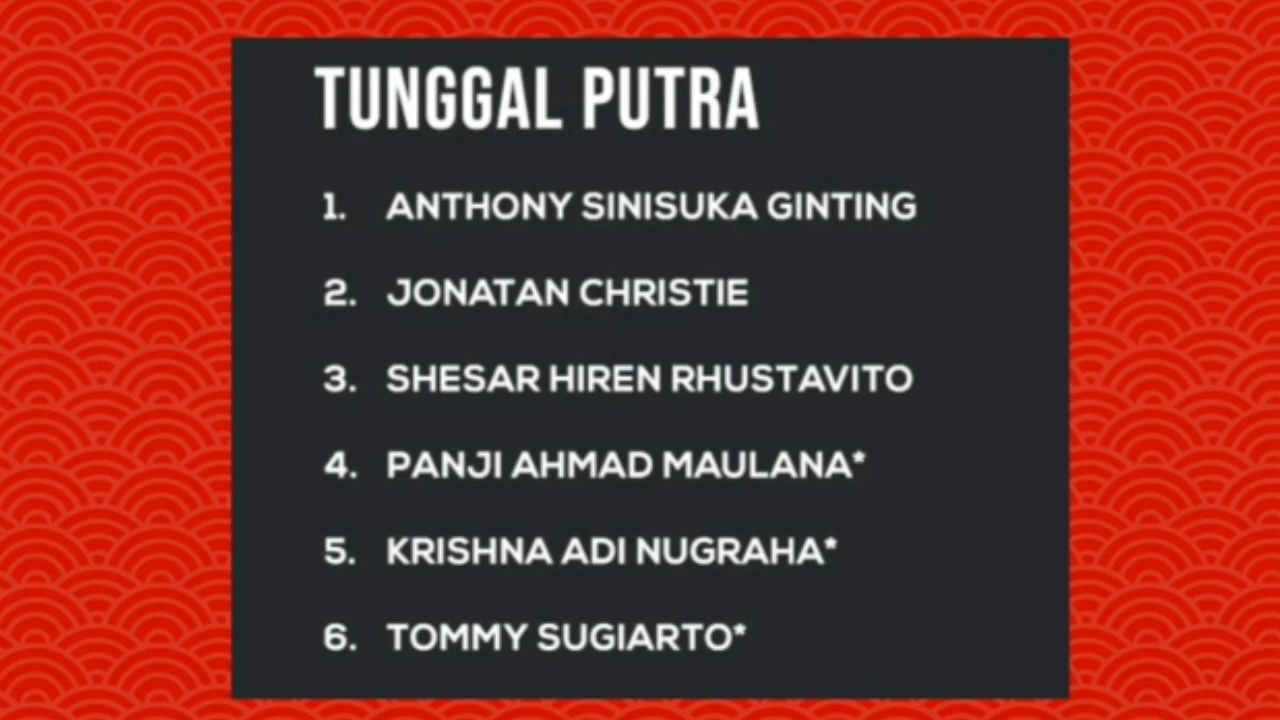 TUNGGAL PUTRA
1. ANTHONY SINISUKA GINTING
2. JONATAN CHRISTIE
3. SHESAR HIREN RHUSTAVITO
4. PANJI AHMAD MAULANA*
5. KRISHNA ADI NUGRAHA*
6. TOMMY SUGIARTO*